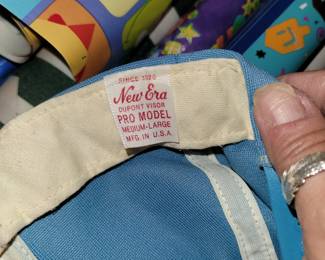 SINCE 1920
New Era
DUPONT VISOR
PRO MODEL
MEDIUM-LARGE
MFG. IN U.S.A.